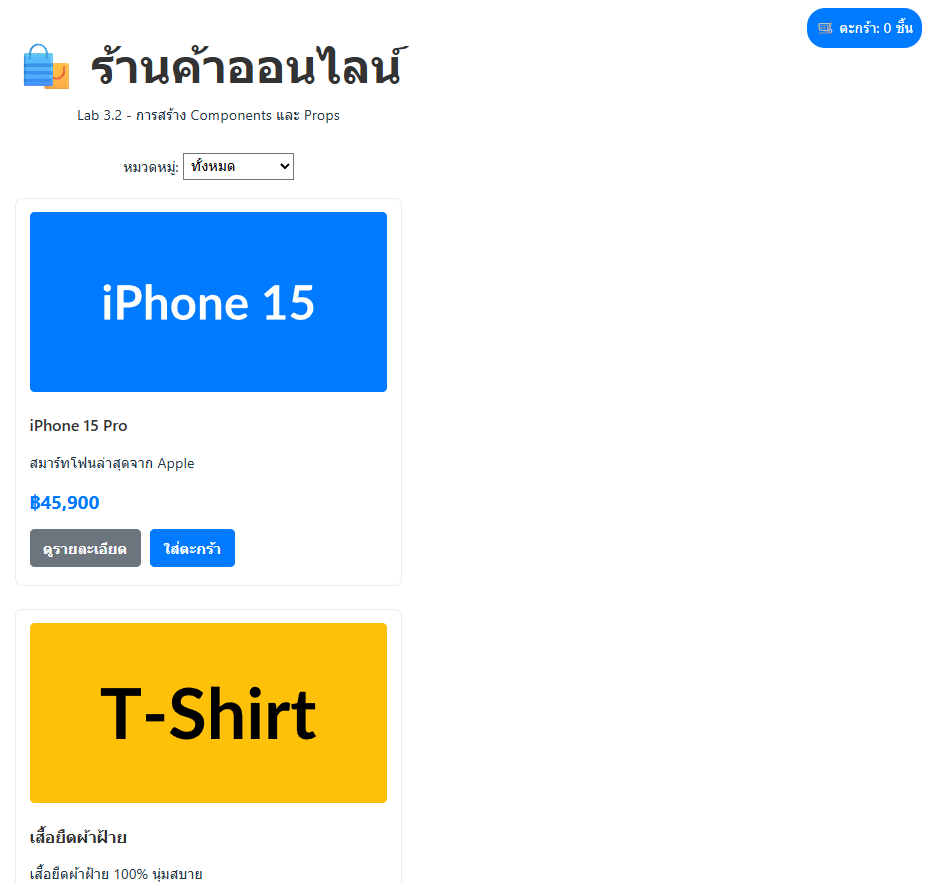 ตะกร้า: 0 ชิ้น
ร้านค้าออนไลน์
Lab 3.2 - การสร้าง Components และ Props
หมวดหมู่: ทั้งหมด
iPhone 15
iPhone 15 Pro
สมาร์ทโฟนล่าสุดจาก Apple
฿45,900
ดูรายละเอียด ใส่ตะกร้า
T-Shirt
เสื้อยืดผ้าฝ้าย
เสื้อยืดผ้าฝ้าย 100% นุ่มสบาย